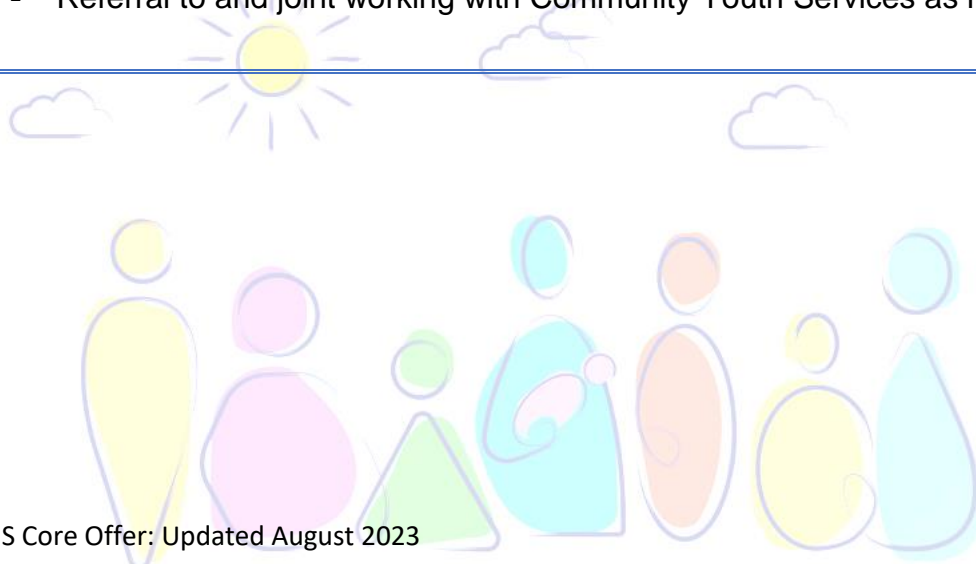 - Referral to and joint working with Community Youth Services as
S Core Offer: Updated August 2023